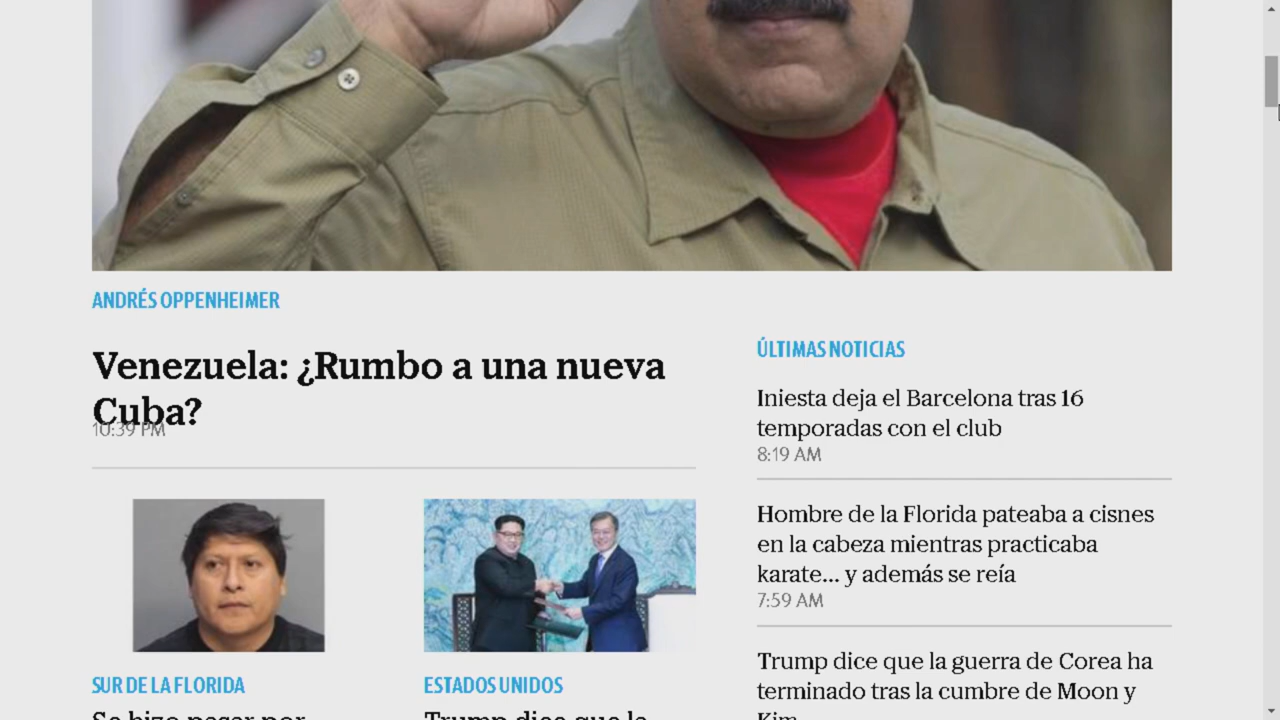 ANDRÉS OPPENHEIMER
Venezuela: ¿Rumbo a una nueva
Cuba?
10:39 PM
SUR DE LA FLORIDA
Se hizo pasar por
ESTADOS UNIDOS
Trump dice que la
ÚLTIMAS NOTICIAS
Iniesta deja el Barcelona tras 16
temporadas con el club
8:19 AM
Hombre de la Florida pateaba a cisnes
en la cabeza mientras practicaba
karate... y además se reía
7:59 AM
Trump dice que la guerra de Corea ha
terminado tras la cumbre de Moon y
Kim